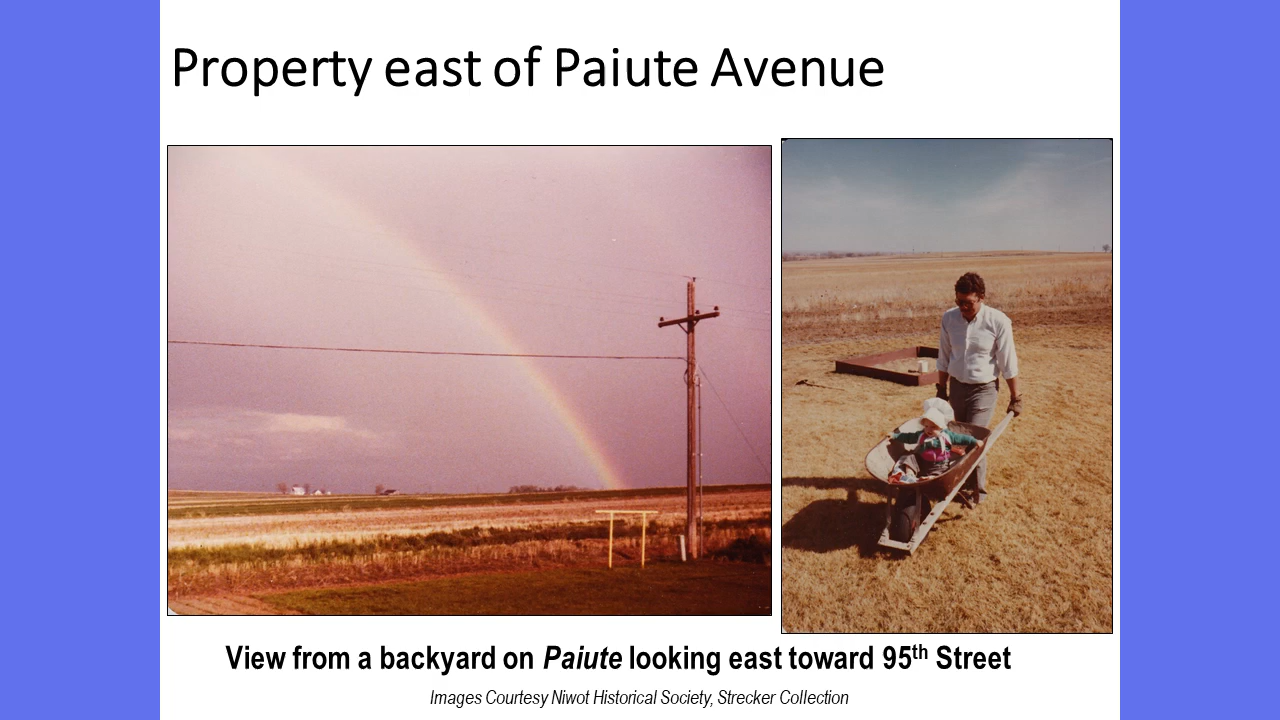 Property east of Paiute Avenue
View from a backyard on Paiute looking east toward 95th Street
Images Courtesy Niwot Historical Society, Strecker Collection